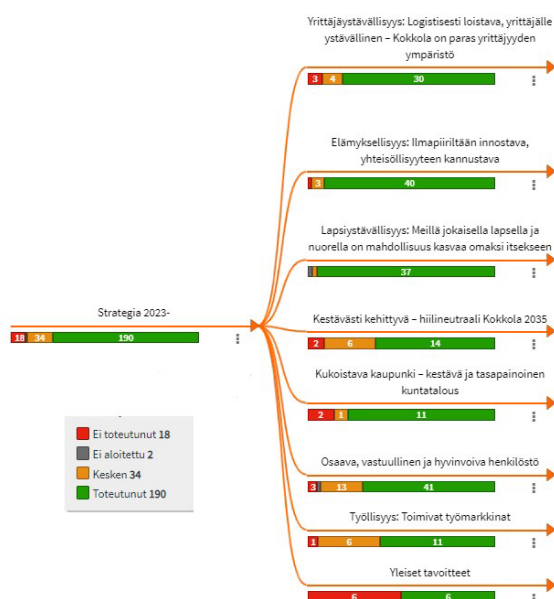 Yrittäjäystävällisyys: Logistisesti loistava, yrittäjälle
ystävällinen – Kokkola on paras yrittäjyyden
ympäristö
3 4 30
Elämyksellisyys: Ilmapiiriltään innostava,
yhteisöllisyyteen kannustava
3 40
Lapsiystävällisyys: Meillä jokaisella lapsella ja
nuorella on mahdollisuus kasvaa omaksi itsekseen
37
Strategia 2023-
18 34 190
Kestävästi kehittyvä – hiilineutraali Kokkola 2035
2 6 14
Kukoistava kaupunki – kestävä ja tasapainoinen
kuntatalous
2 1 11
Ei toteutunut 18
Ei aloitettu 2
Kesken 34
Toteutunut 190
Osaava, vastuullinen ja hyvinvoiva henkilöstö
3 13 41
Työllisyys: Toimivat työmarkkinat
1 6 11
Yleiset tavoitteet
6 6